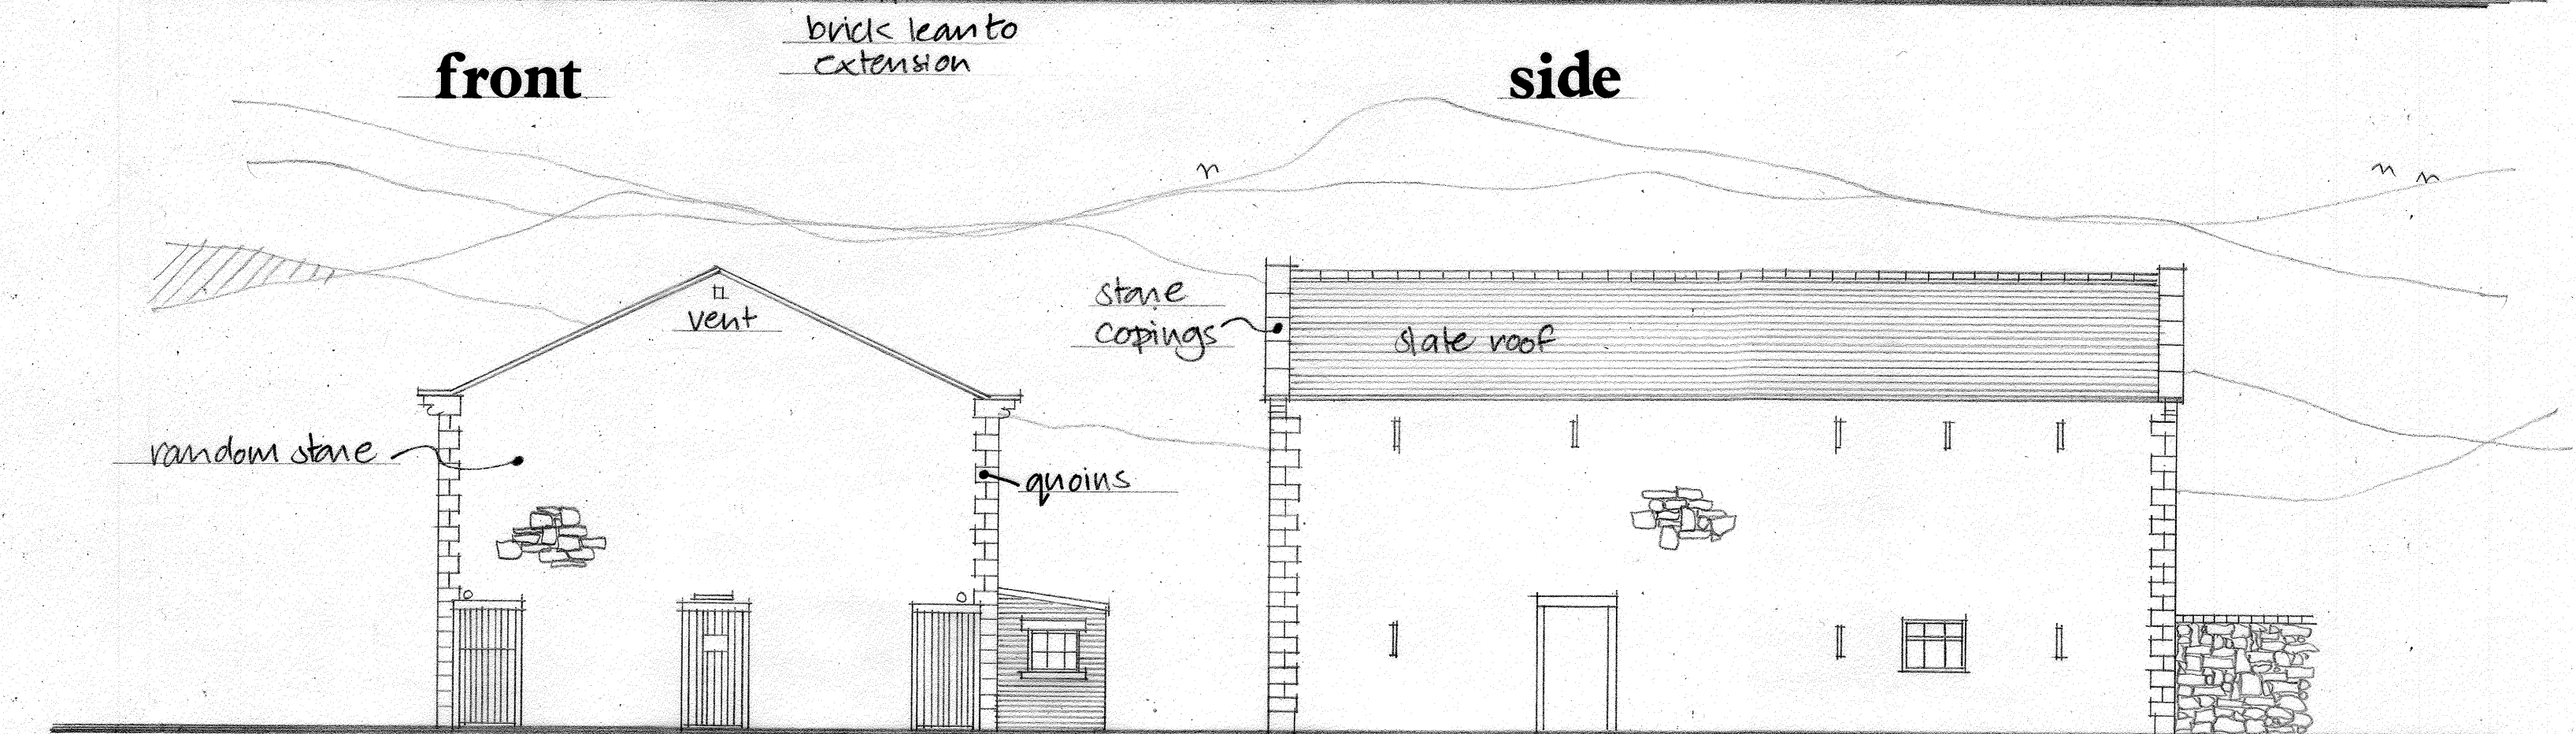 brick lean to
extension
front
side
vent
stone
copings
slate roof
random stone
quoins